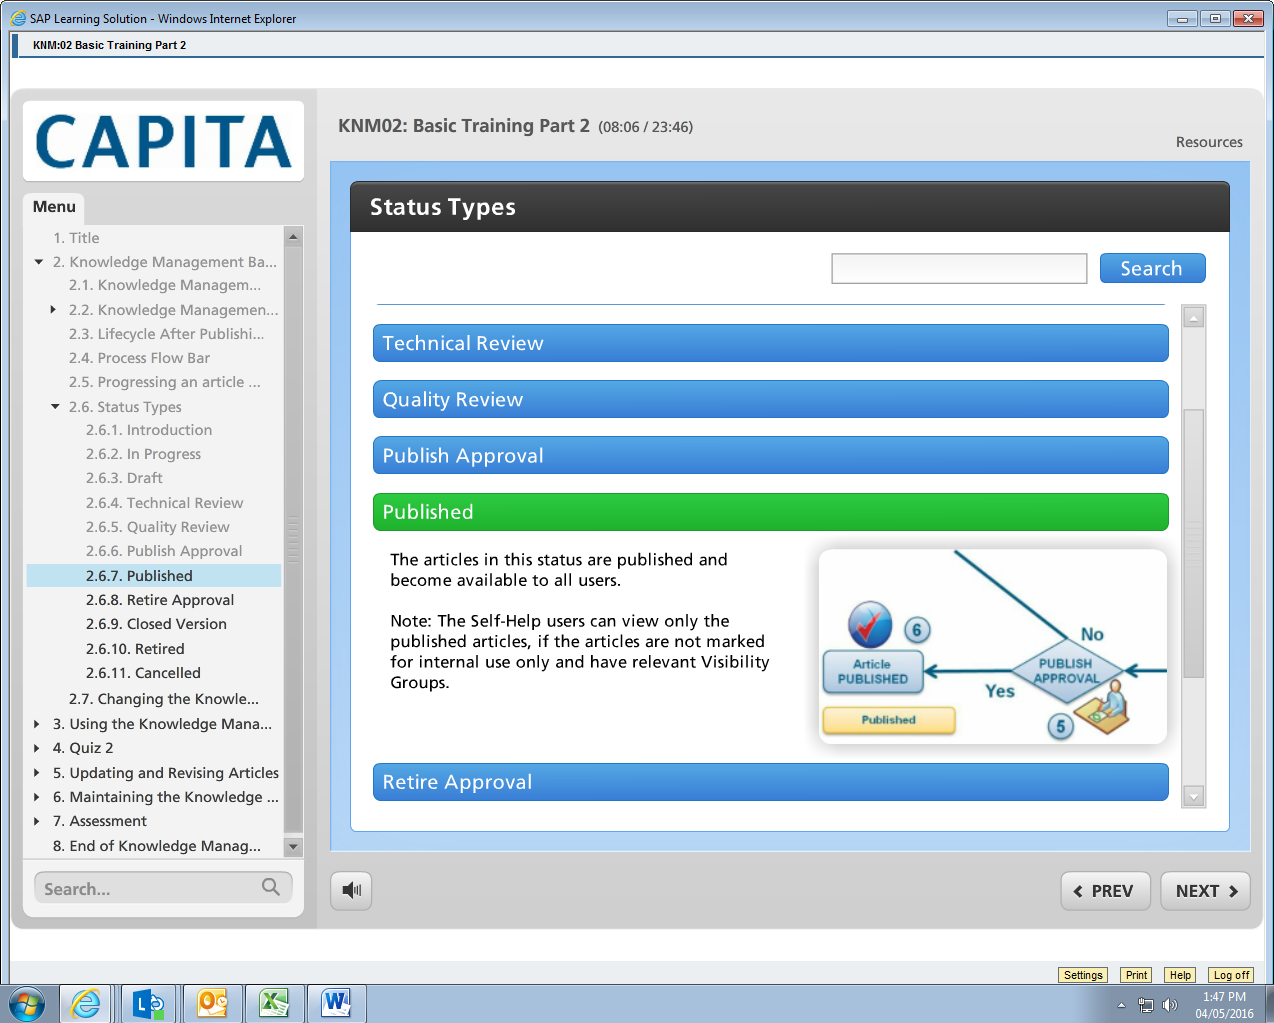 SAP Learning Solution - Windows Internet Explorer
KNM:02 Basic Training Part 2
CAPITA
KNM02: Basic Training Part 2 (08:06 / 23:46)
Resources
Menu
1. Title
2. Knowledge Management Ba...
2.1. Knowledge Managem...
2.2. Knowledge Managemen...
2.3. Lifecycle After Publishi...
2.4. Process Flow Bar
2.5. Progressing an article ...
2.6. Status Types
2.6.1. Introduction
2.6.2. In Progress
2.6.3. Draft
2.6.4. Technical Review
2.6.5. Quality Review
2.6.6. Publish Approval
2.6.7. Published
2.6.8. Retire Approval
2.6.9. Closed Version
2.6.10. Retired
2.6.11. Cancelled
2.7. Changing the Knowle...
3. Using the Knowledge Mana...
4. Quiz 2
5. Updating and Revising Articles
6. Maintaining the Knowledge ...
7. Assessment
8. End of Knowledge Manag...
Search...
Status Types
Search
Technical Review
Quality Review
Publish Approval
Published
The articles in this status are published and
become available to all users.
Note: The Self-Help users can view only the
published articles, if the articles are not marked
for internal use only and have relevant Visibility
Groups.
6
No
Article
PUBLISHED
PUBLISH
APPROVAL
Yes
Published
5
Retire Approval
PREV
NEXT
Settings
Print
Help
Log off
1:47 PM
04/05/2016